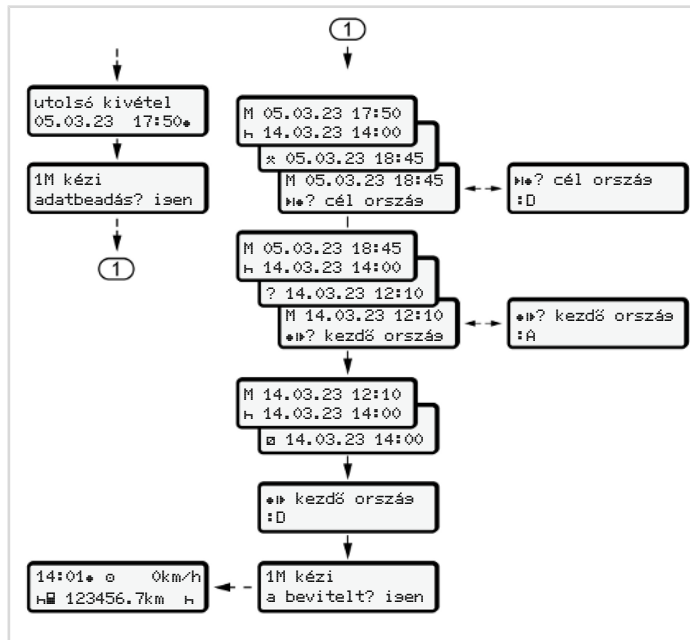 1
utolsó kivétel
05.03.23 17:50
1M kézi
adatbeadás? igen
1
M 05.03.23 17:50
14.03.23 14:00
05.03.23 18:45
M 05.03.23 18:45
? cél ország
? cél ország
:D
M 05.03.23 18:45
14.03.23 14:00
? 14.03.23 12:10
M 14.03.23 12:10
? kezdő ország
? kezdő ország
:A
M 14.03.23 12:10
14.03.23 14:00
14.03.23 14:00
kezdő ország
:D
1M kézi
a bevitelt? igen
14:01 0km/h
123456.7km